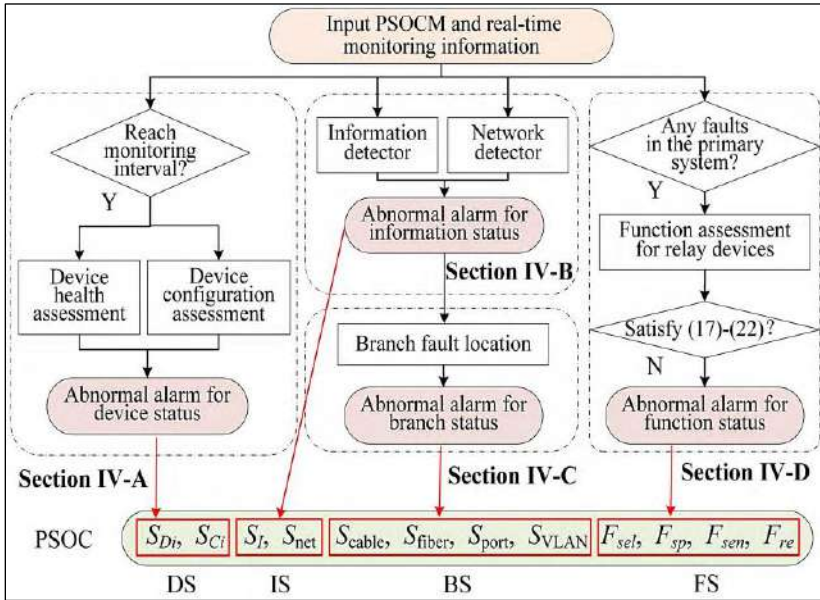 Input PSOCM and real-time
monitoring information
Reach
monitoring
interval?
Y
Device
health
assessment
Device
configuration
assessment
Abnormal alarm for
device status
Section IV-A
Information
detector
Network
detector
Abnormal alarm for
information status
Section IV-B
Branch fault location
Abnormal alarm for
branch status
Section IV-C
Any faults
in the primary
system?
Y
Function assessment
for relay devices
Satisfy (17)-(22)?
N
Abnormal alarm for
function status
Section IV-D
PSOC
S_Di, S_Ci
S_I, S_net
S_cable, S_fiber, S_port, S_VLAN
F_sel, F_sp, F_sen, F_re
DS IS BS FS